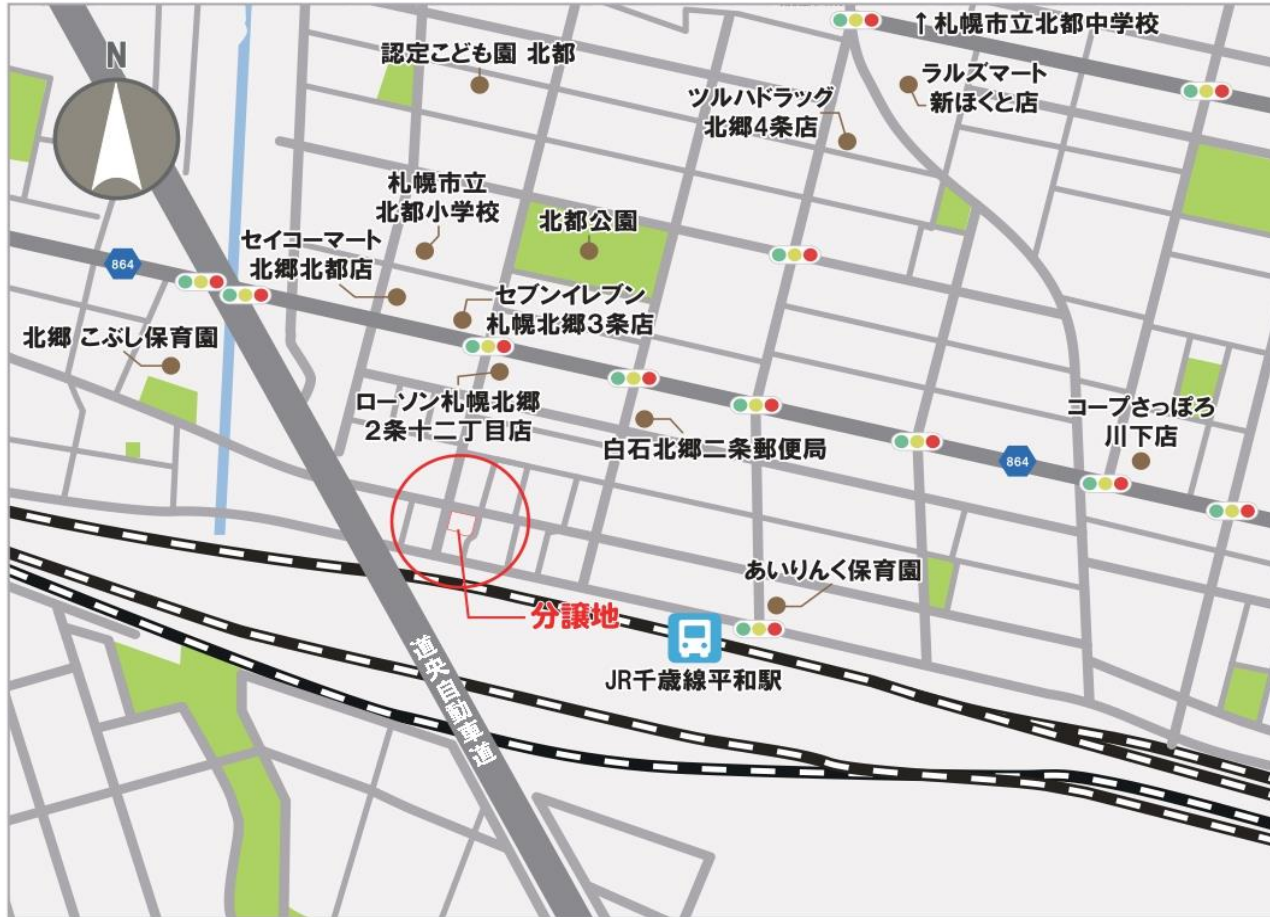 ↑札幌市立北都中学校
N
認定こども園 北都
ラルズマート
新ほくと店
ツルハドラッグ
北郷4条店
札幌市立
北都小学校
北都公園
セイコーマート
北郷北都店
864
セブンイレブン
札幌北郷3条店
北郷 こぶし保育園
ローソン札幌北郷
2条十二丁目店
コープさっぽろ
川下店
白石北郷二条郵便局
864
あいりんく保育園
分譲地
JR千歳線平和駅
道央自動車道